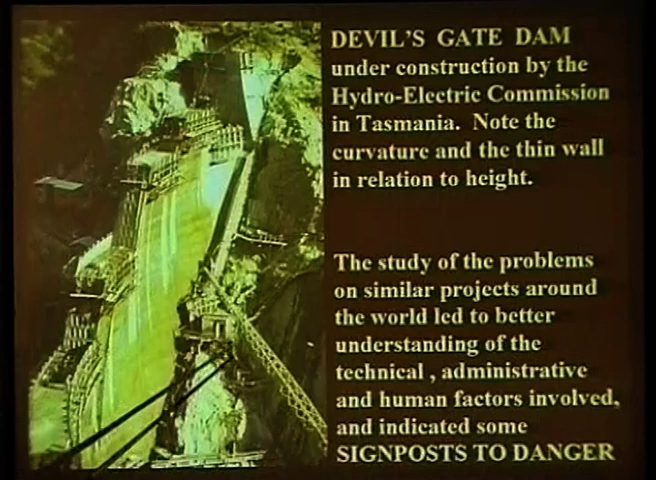 DEVIL'S GATE DAM
under construction by the
Hydro-Electric Commission
in Tasmania. Note the
curvature and the thin wall
in relation to height.
The study of the problems
on similar projects around
the world led to better
understanding of the
technical , administrative
and human factors involved,
and indicated some
SIGNPOSTS TO DANGER